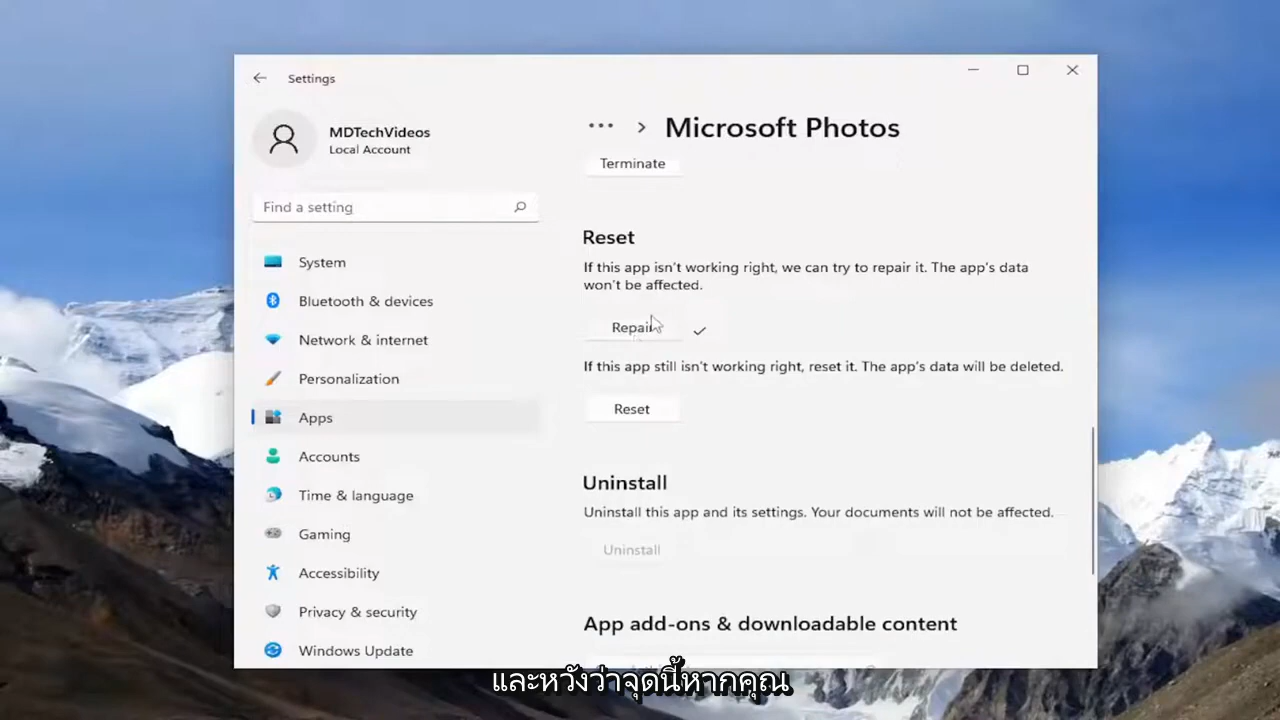 Settings
MDTechVideos
Local Account
Find a setting
System
Bluetooth & devices
Network & internet
Personalization
Apps
Accounts
Time & language
Gaming
Accessibility
Privacy & security
Windows Update
Microsoft Photos
Terminate
Reset
If this app isn't working right, we can try to repair it. The app's data
won't be affected.
Repair
If this app still isn't working right, reset it. The app's data will be deleted.
Reset
Uninstall
Uninstall this app and its settings. Your documents will not be affected.
Uninstall
App add-ons & downloadable content
และหวังว่าจุดนี้หากคุณ